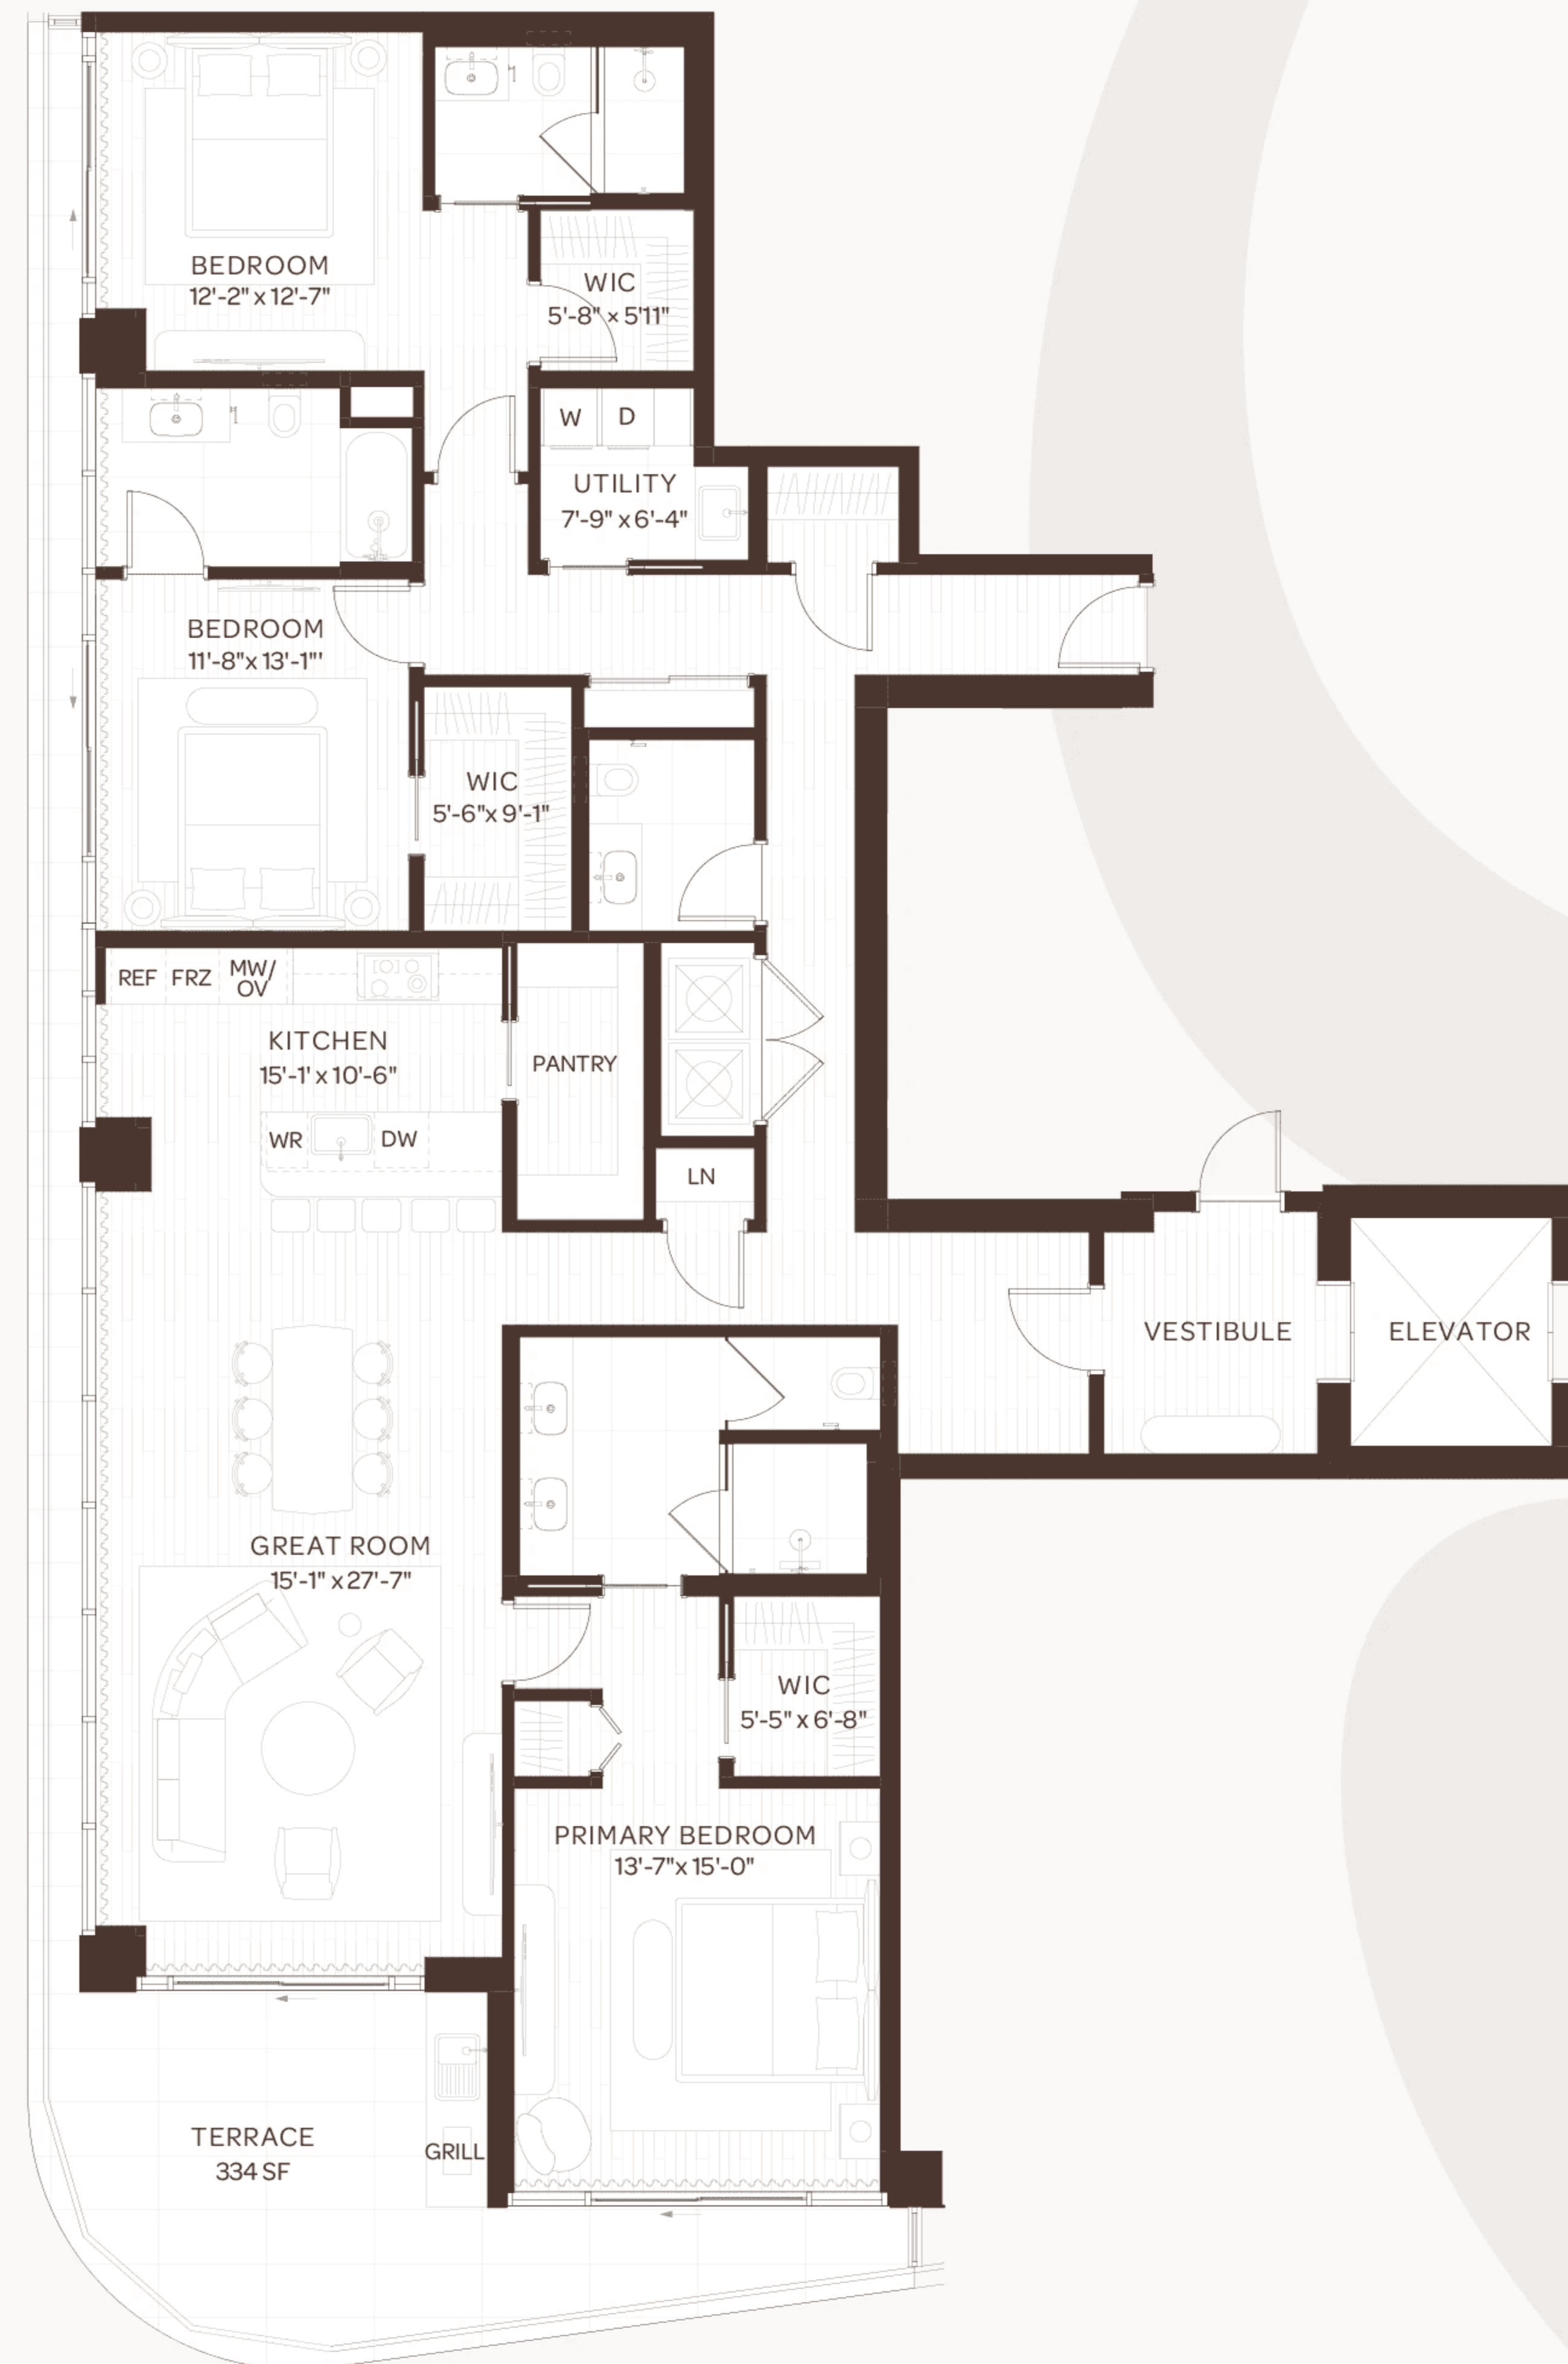 BEDROOM
12'-2" x 12'-7"
WIC
5'-8" x 5'11"
W
D
UTILITY
7'-9" x 6'-4"
BEDROOM
11'-8"x 13'-1"'
WIC
5'-6"x 9'-1"
REF
FRZ
MW/
OV
KITCHEN
15'-1' x 10'-6"
PANTRY
WR
DW
LN
VESTIBULE
ELEVATOR
GREAT ROOM
15'-1" x 27'-7"
WIC
5'-5" x 6'-8"
PRIMARY BEDROOM
13'-7"x 15'-0"
TERRACE
334 SF
GRILL